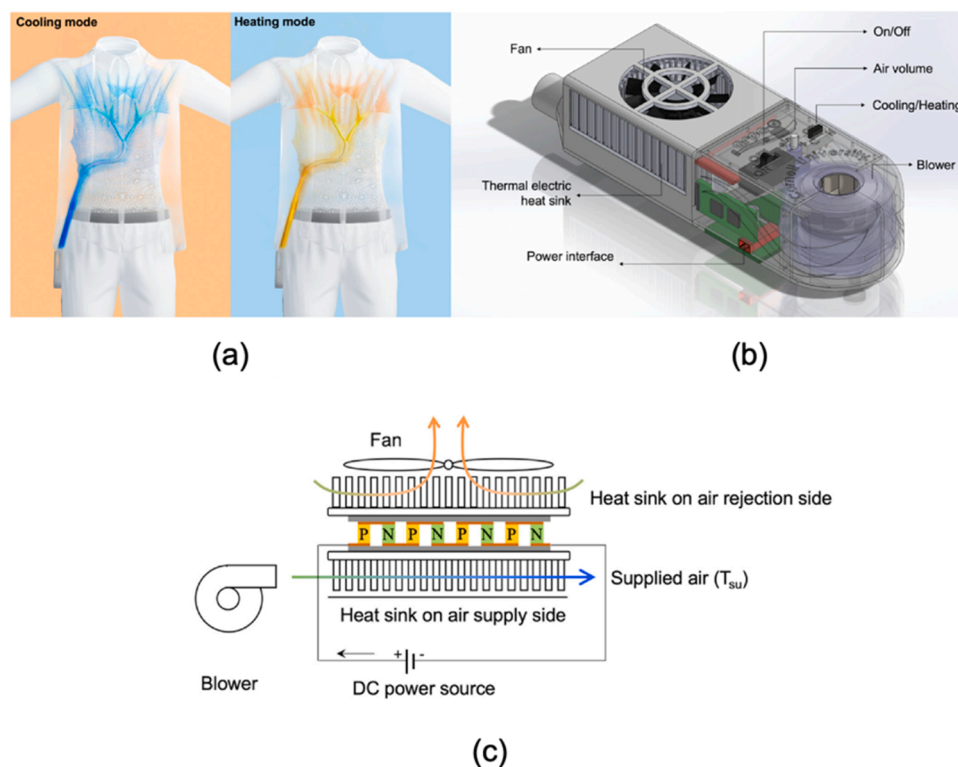 Cooling mode
Heating mode
(a)
Fan
On/Off
Air volume
Cooling/Heating
Blower
Thermal electric
heat sink
Power interface
(b)
Fan
Heat sink on air rejection side
P N P N P N P N
Supplied air (Tsu)
Heat sink on air supply side
+ -
Blower
DC power source
(c)